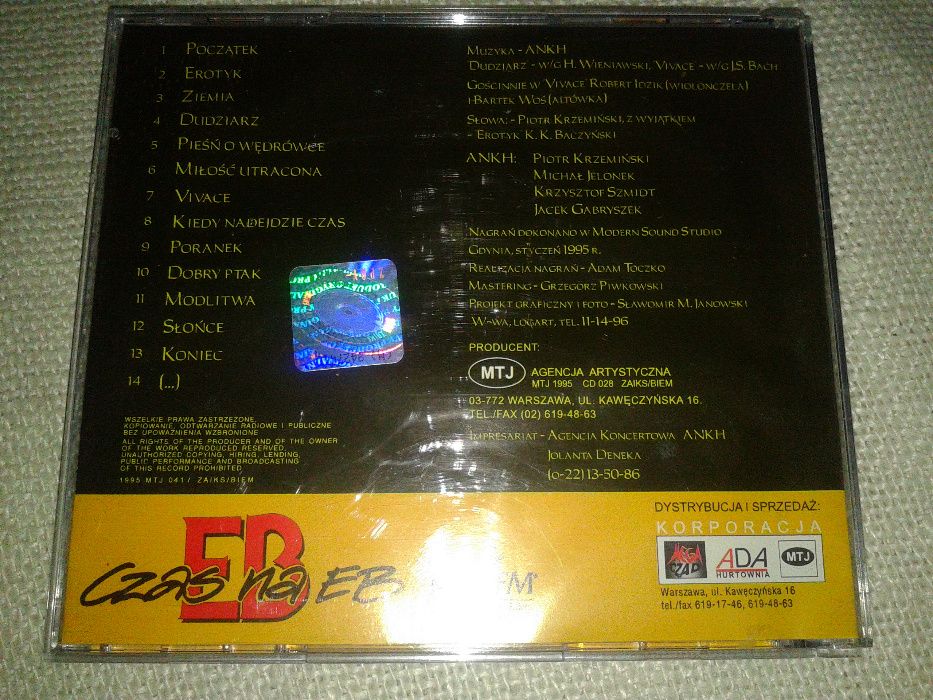 1 POCZĄTEK
2 EROTYK
3 ZIEMIA
4 DUDZIARZ
5 PIEŚŃ O WĘDRÓWCE
6 MIŁOŚĆ UTRACONA
7 VIVACE
8 KIEDY NADEJDZIE CZAS
9 PORANEK
10 DOBRY PTAK
11 MODLITWA
12 SŁOŃCE
13 KONIEC
14 (...)
WSZELKIE PRAWA ZASTRZEŻONE
KOPIOWANIE, ODTWARZANIE RADIOWE I PUBLICZNE
BEZ UPOWAŻNIENIA WZBRONIONE
ALL RIGHTS OF THE PRODUCER AND OF THE OWNER
OF THE WORK REPRODUCED RESERVED
UNAUTHORIZED COPYING, HIRING, LENDING,
PUBLIC PERFORMANCE AND BROADCASTING
OF THIS RECORD PROHIBITED
1995 MTJ 041/ ZA/KS/BIEM
MUZYKA - ANKH
DUDZIARZ - W/G H. WIENIAWSKI, VIVACE - W/G J.S. BACH
GOŚCINNIE W 'VIVACE' ROBERT IDZIK (WIOLONCZELA)
I BARTEK WOŚ (ALTÓWKA)
SŁOWA: - PIOTR KRZEMIŃSKI, Z WYJĄTKIEM
- 'EROTYK' K. K. BACZYŃSKI
ANKH: PIOTR KRZEMIŃSKI
MICHAŁ JELONEK
KRZYSZTOF SZMIDT
JACEK GABRYSZEK
NAGRAŃ DOKONANO W MODERN SOUND STUDIO
GDYNIA, STYCZEŃ 1995 R.
REALIZACJA NAGRAŃ - ADAM TOCZKO
MASTERING - GRZEGORZ PIWKOWSKI
PROJEKT GRAFICZNY I FOTO - SŁAWOMIR M. JANOWSKI
W-WA, LOGART, TEL. 11-14-96
PRODUCENT:
MTJ AGENCJA ARTYSTYCZNA
MTJ 1995 CD 028 ZAIKS/BIEM
03-772 WARSZAWA, UL. KAWĘCZYŃSKA 16.
TEL./FAX (02) 619-48-63
IMPRESARIAT - AGENCJA KONCERTOWA ANKH
JOLANTA DENEKA
(0-22) 13-50-86
EB
Czas na EB
DYSTRYBUCJA I SPRZEDAŻ:
KORPORACJA
MEGA CZAD
ADA
HURTOWNIA
MTJ
Warszawa, ul. Kawęczyńska 16
tel./fax 619-17-46, 619-48-63